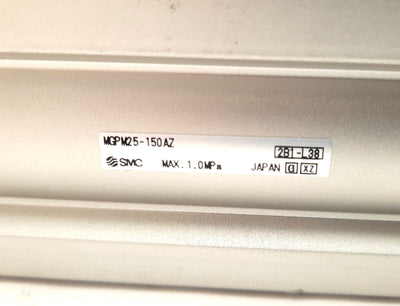 MGPM25-150AZ
2B1-L38
SMC MAX. 1.0MPa JAPAN G XZ